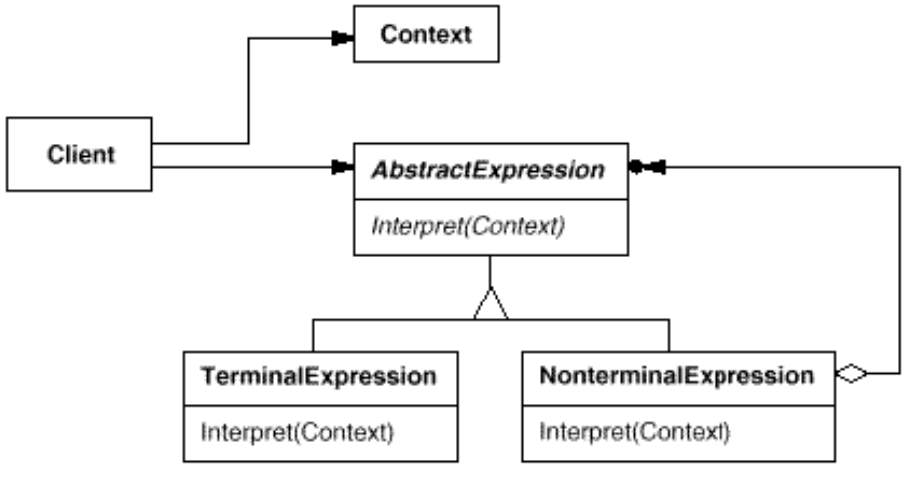 Context
Client
AbstractExpression
Interpret(Context)
TerminalExpression
Interpret(Context)
NonterminalExpression
Interpret(Context)